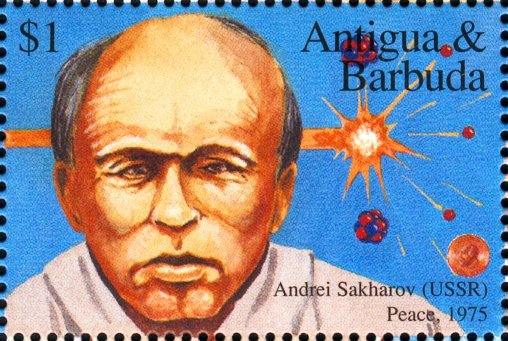 $1
Antigua &
Barbuda
Andrei Sakharov (USSR)
Peace, 1975